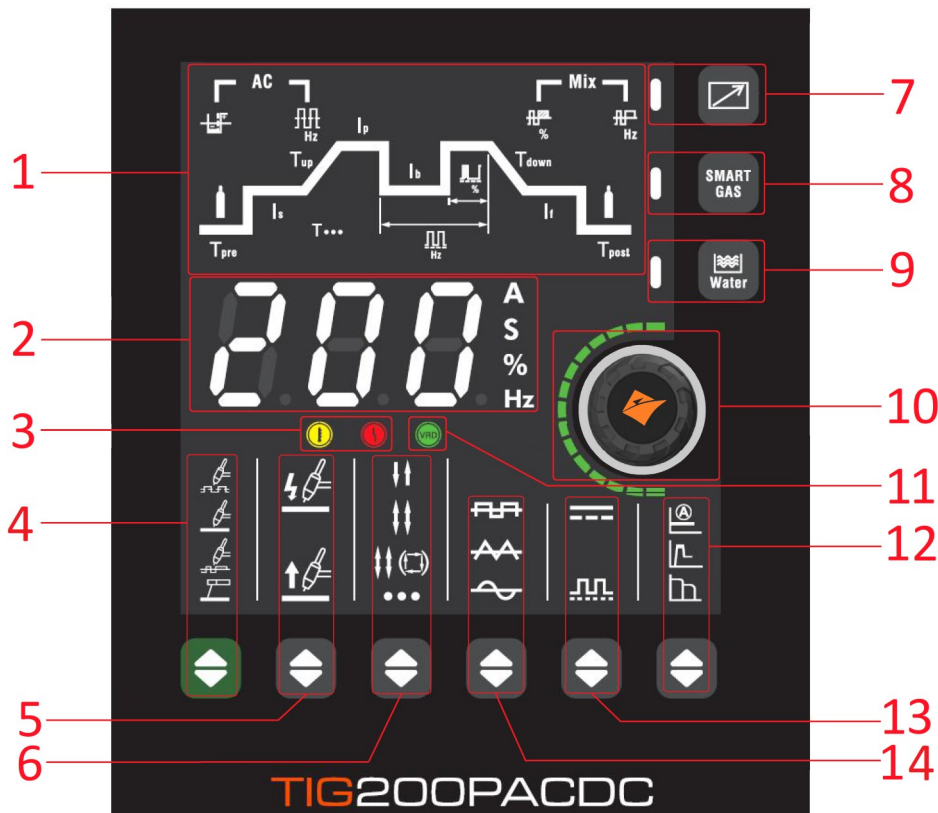 AC
Mix
Hz
%
Hz
7
1
Ip
Tup
Tdown
Ib
%
Is
If
T•••
Hz
Tpre
Tpost
SMART
GAS
8
Water
9
2
200
A
S
%
Hz
10
3
VRD
11
4
A
12
5
6
13
14
TIG200PACDC